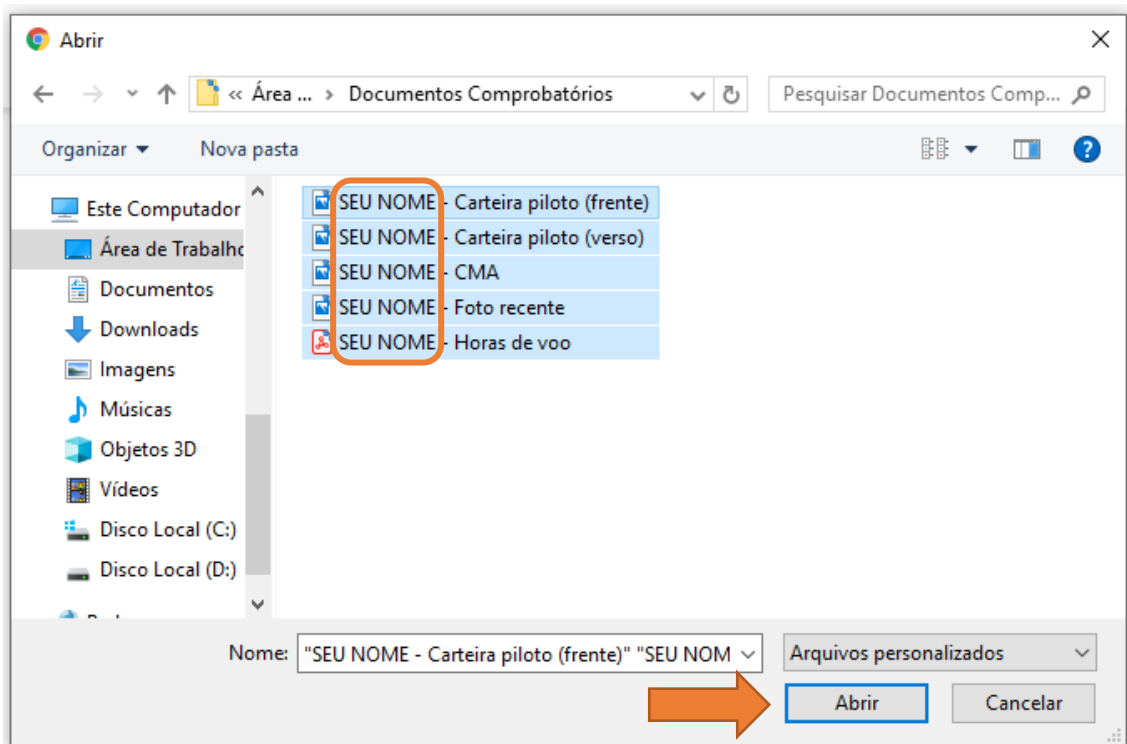 Abrir
« Área ... › Documentos Comprobatórios
Pesquisar Documentos Comp...
Organizar
Nova pasta
Este Computador
Área de Trabalho
Documentos
Downloads
Imagens
Músicas
Objetos 3D
Vídeos
Disco Local (C:)
Disco Local (D:)
SEU NOME - Carteira piloto (frente)
SEU NOME - Carteira piloto (verso)
SEU NOME - CMA
SEU NOME - Foto recente
SEU NOME - Horas de voo
Nome: "SEU NOME - Carteira piloto (frente)" "SEU NOM
Arquivos personalizados
Abrir
Cancelar